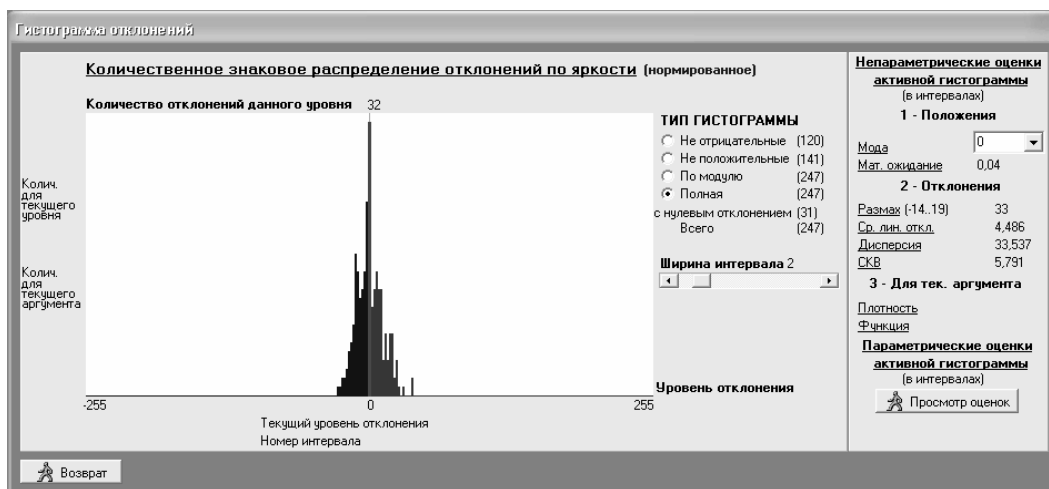 Гистограмма отклонений
Количественное знаковое распределение отклонений по яркости (нормированное)
Количество отклонений данного уровня 32
Колич.
для
текущего
уровня
Колич.
для
текущего
аргумента
-255 0 255
Уровень отклонения
Текущий уровень отклонения
Номер интервала
ТИП ГИСТОГРАММЫ
Не отрицательные (120)
Не положительные (141)
По модулю (247)
Полная (247)
с нулевым отклонением (31)
Всего (247)
Ширина интервала 2
Непараметрические оценки
активной гистограммы
(в интервалах)
1 - Положения
Мода 0
Мат. ожидание 0,04
2 - Отклонения
Размах (-14..19) 33
Ср. лин. откл. 4,486
Дисперсия 33,537
СКВ 5,791
3 - Для тек. аргумента
Плотность
Функция
Параметрические оценки
активной гистограммы
(в интервалах)
Просмотр оценок
Возврат